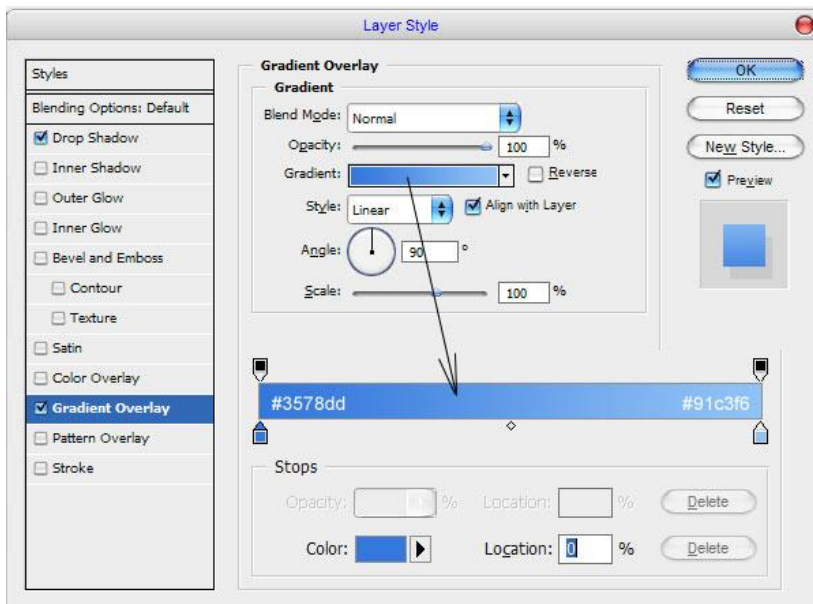 Layer Style
Styles
Blending Options: Default
Drop Shadow
Inner Shadow
Outer Glow
Inner Glow
Bevel and Emboss
Contour
Texture
Satin
Color Overlay
Gradient Overlay
Pattern Overlay
Stroke
Gradient Overlay
Gradient
Blend Mode: Normal
Opacity: 100 %
Gradient: Reverse
Style: Linear Align with Layer
Angle: 90 °
Scale: 100 %
#3578dd #91c3f6
Stops
Opacity: % Location: % Delete
Color: Location: 0 % Delete
OK
Reset
New Style...
Preview